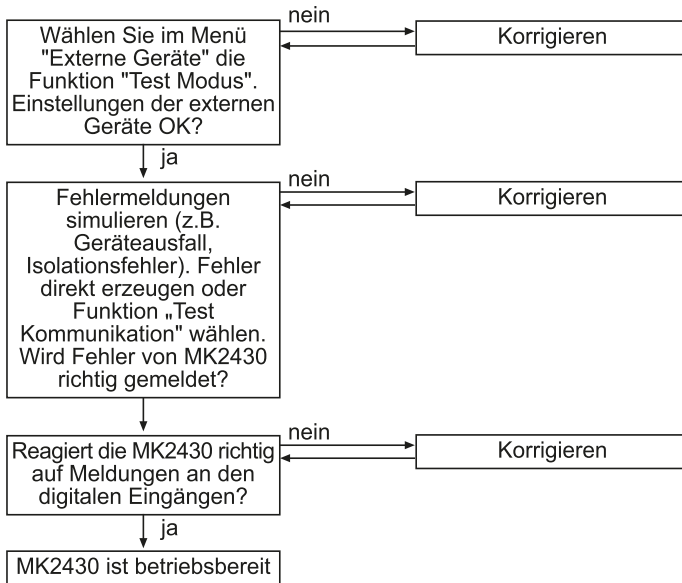 Wählen Sie im Menü
"Externe Geräte" die
Funktion "Test Modus".
Einstellungen der externen
Geräte OK?
nein
Korrigieren
ja
Fehlermeldungen
simulieren (z.B.
Geräteausfall,
Isolationsfehler). Fehler
direkt erzeugen oder
Funktion „Test
Kommunikation" wählen.
Wird Fehler von MK2430
richtig gemeldet?
nein
Korrigieren
Reagiert die MK2430 richtig
auf Meldungen an den
digitalen Eingängen?
nein
Korrigieren
ja
MK2430 ist betriebsbereit